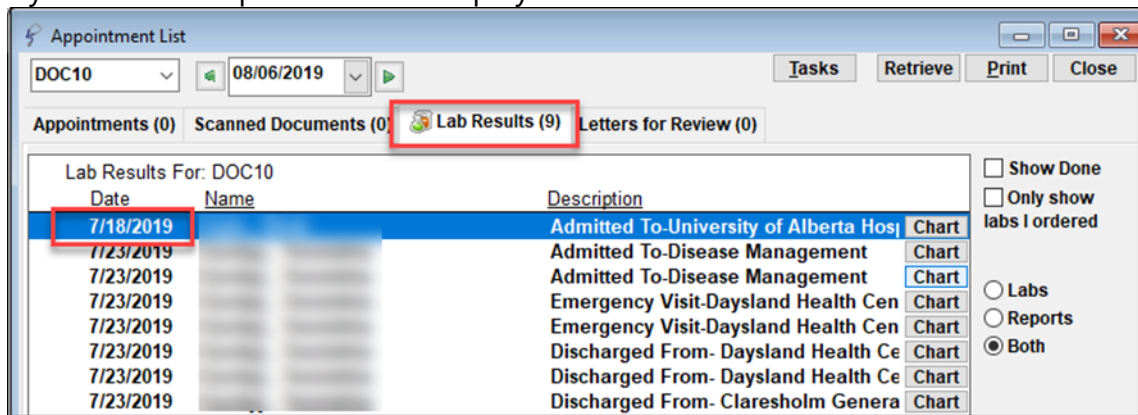 Appointment List
DOC10 08/06/2019 Tasks Retrieve Print Close
Appointments (0) Scanned Documents (0) Lab Results (9) Letters for Review (0)
Lab Results For: DOC10
Date Name Description
7/18/2019 Admitted To-University of Alberta Hosp Chart
7/23/2019 Admitted To-Disease Management Chart
7/23/2019 Admitted To-Disease Management Chart
7/23/2019 Emergency Visit-Daysland Health Cen Chart
7/23/2019 Emergency Visit-Daysland Health Cen Chart
7/23/2019 Discharged From- Daysland Health Ce Chart
7/23/2019 Discharged From- Daysland Health Ce Chart
7/23/2019 Discharged From- Claresholm Genera Chart
Show Done
Only show
labs I ordered
Labs
Reports
Both